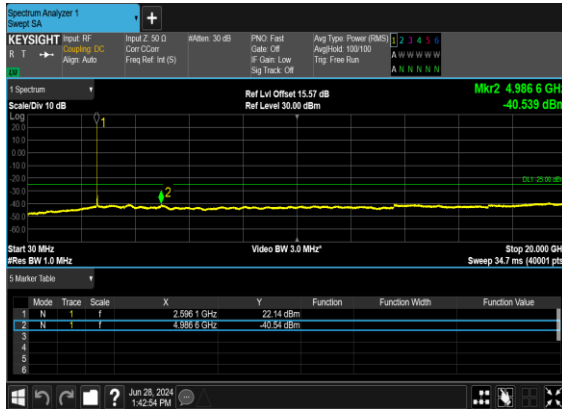 Spectrum Analyzer 1
Swept SA
+
KEYSIGHT Input: RF Input Z: 50 Ω #Atten: 30 dB PNO: Fast Avg Type: Power (RMS) 1 2 3 4 5 6
R T Coupling: DC Corr CCorr Gate: Off Avg|Hold: 100/100 A W W W W W
Align: Auto Freq Ref: Int (S) IF Gain: Low Trig: Free Run
Sig Track: Off A N N N N N
1 Spectrum
Scale/Div 10 dB
Ref Lvl Offset 15.57 dB
Ref Level 30.00 dBm
Mkr2 4.986 6 GHz
-40.539 dBm
Log
1
20.0
10.0
0.00
-10.0
-20.0
DL1 -25.00 dBm
-30.0
2
-40.0
-50.0
-60.0
Start 30 MHz Video BW 3.0 MHz* Stop 20.000 GH
#Res BW 1.0 MHz Sweep 34.7 ms (40001 pts
5 Marker Table
Mode Trace Scale X Y Function Function Width Function Value
1 N 1 f 2.596 1 GHz 22.14 dBm
2 N 1 f 4.986 6 GHz -40.54 dBm
3
4
5
6
?
Jun 28, 2024
1:42:54 PM